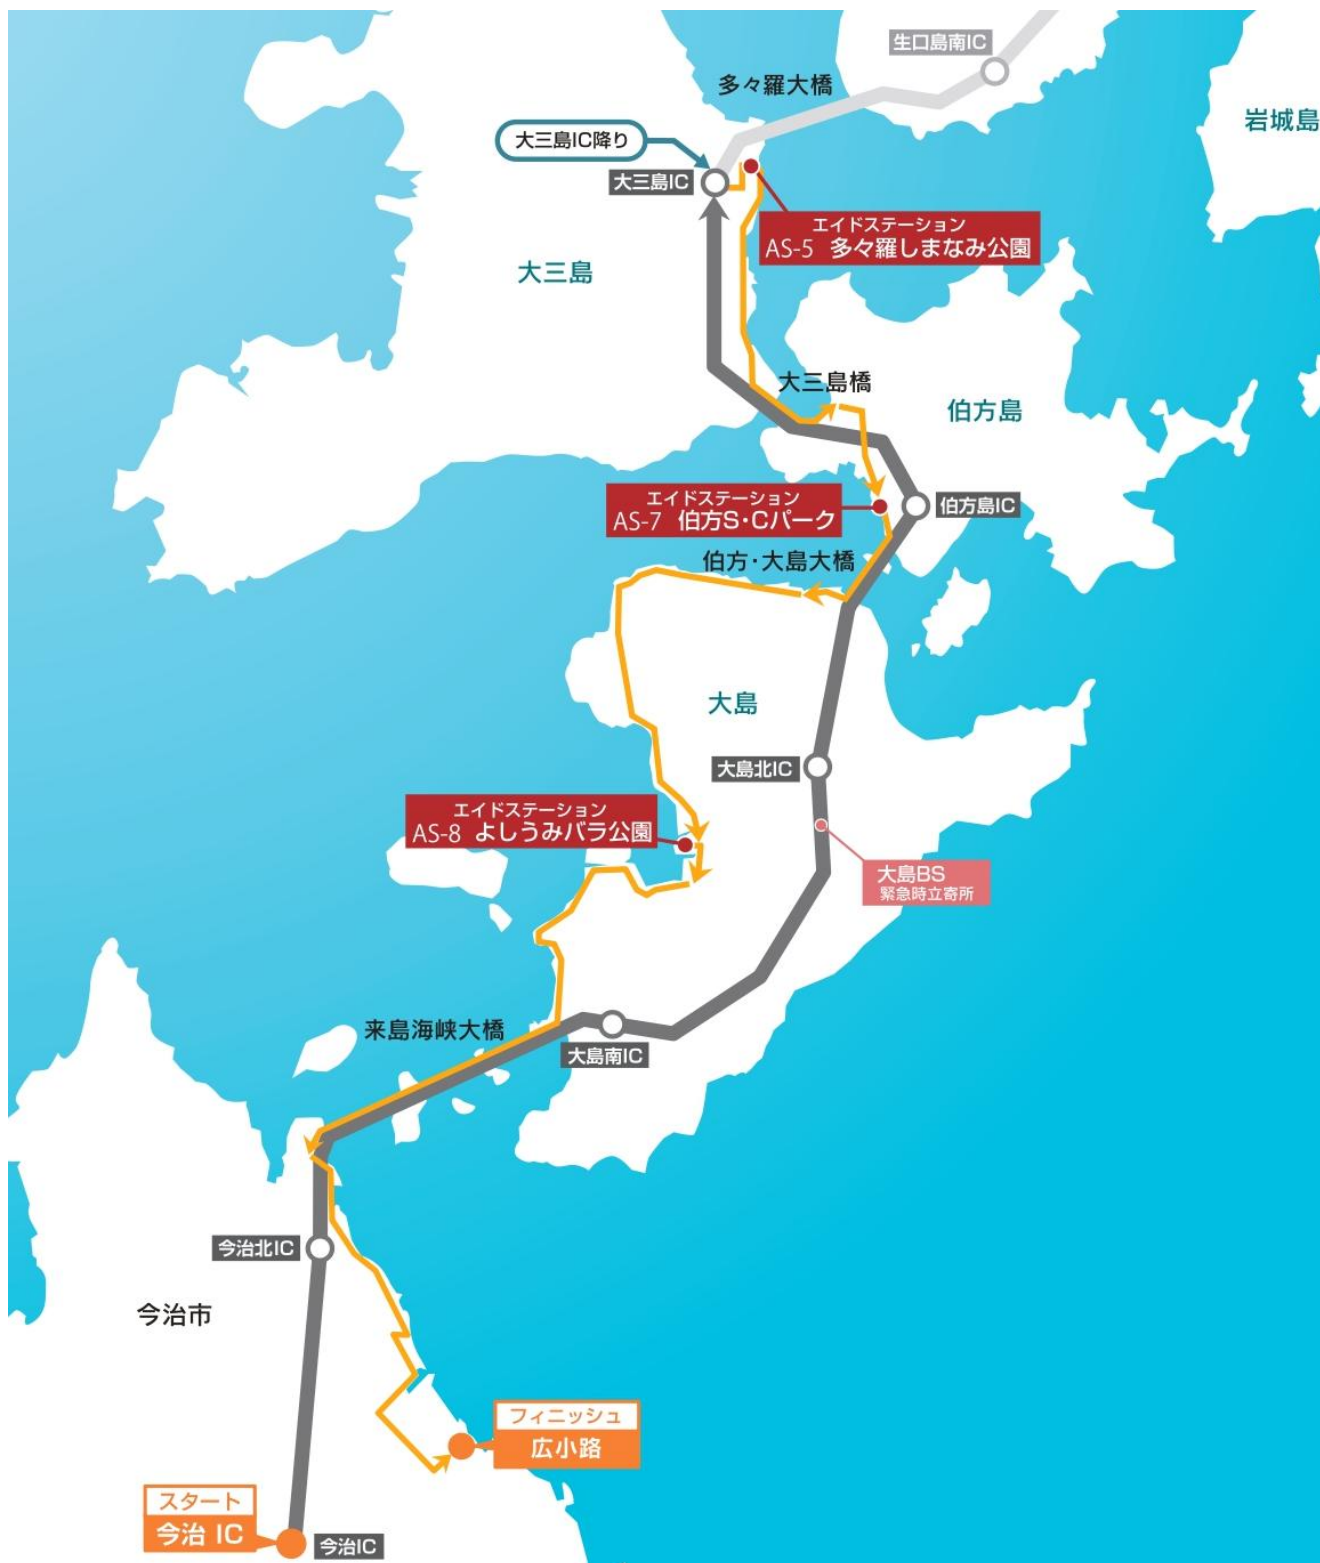 生口島南IC
多々羅大橋
岩城島
大三島IC降り
大三島IC
エイドステーション
AS-5 多々羅しまなみ公園
大三島
大三島橋
伯方島
エイドステーション
AS-7 伯方S・Cパーク
伯方島IC
伯方・大島大橋
大島
大島北IC
エイドステーション
AS-8 よしうみバラ公園
大島BS
緊急時立寄所
来島海峡大橋
大島南IC
今治北IC
今治市
フィニッシュ
広小路
スタート
今治 IC
今治IC